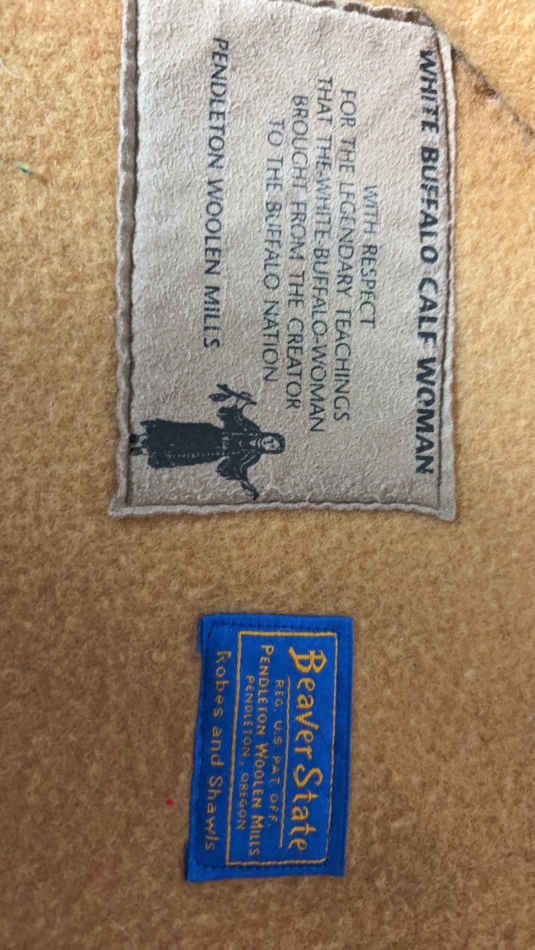 WHITE BUFFALO CALF WOMAN
WITH RESPECT
FOR THE LEGENDARY TEACHINGS
THAT THE WHITE BUFFALO WOMAN
BROUGHT FROM THE CREATOR
TO THE BUFFALO NATION
PENDLETON WOOLEN MILLS
Beaver State
REG. U.S. PAT. OFF.
PENDLETON WOOLEN MILLS
PENDLETON, OREGON
Robes and Shawls